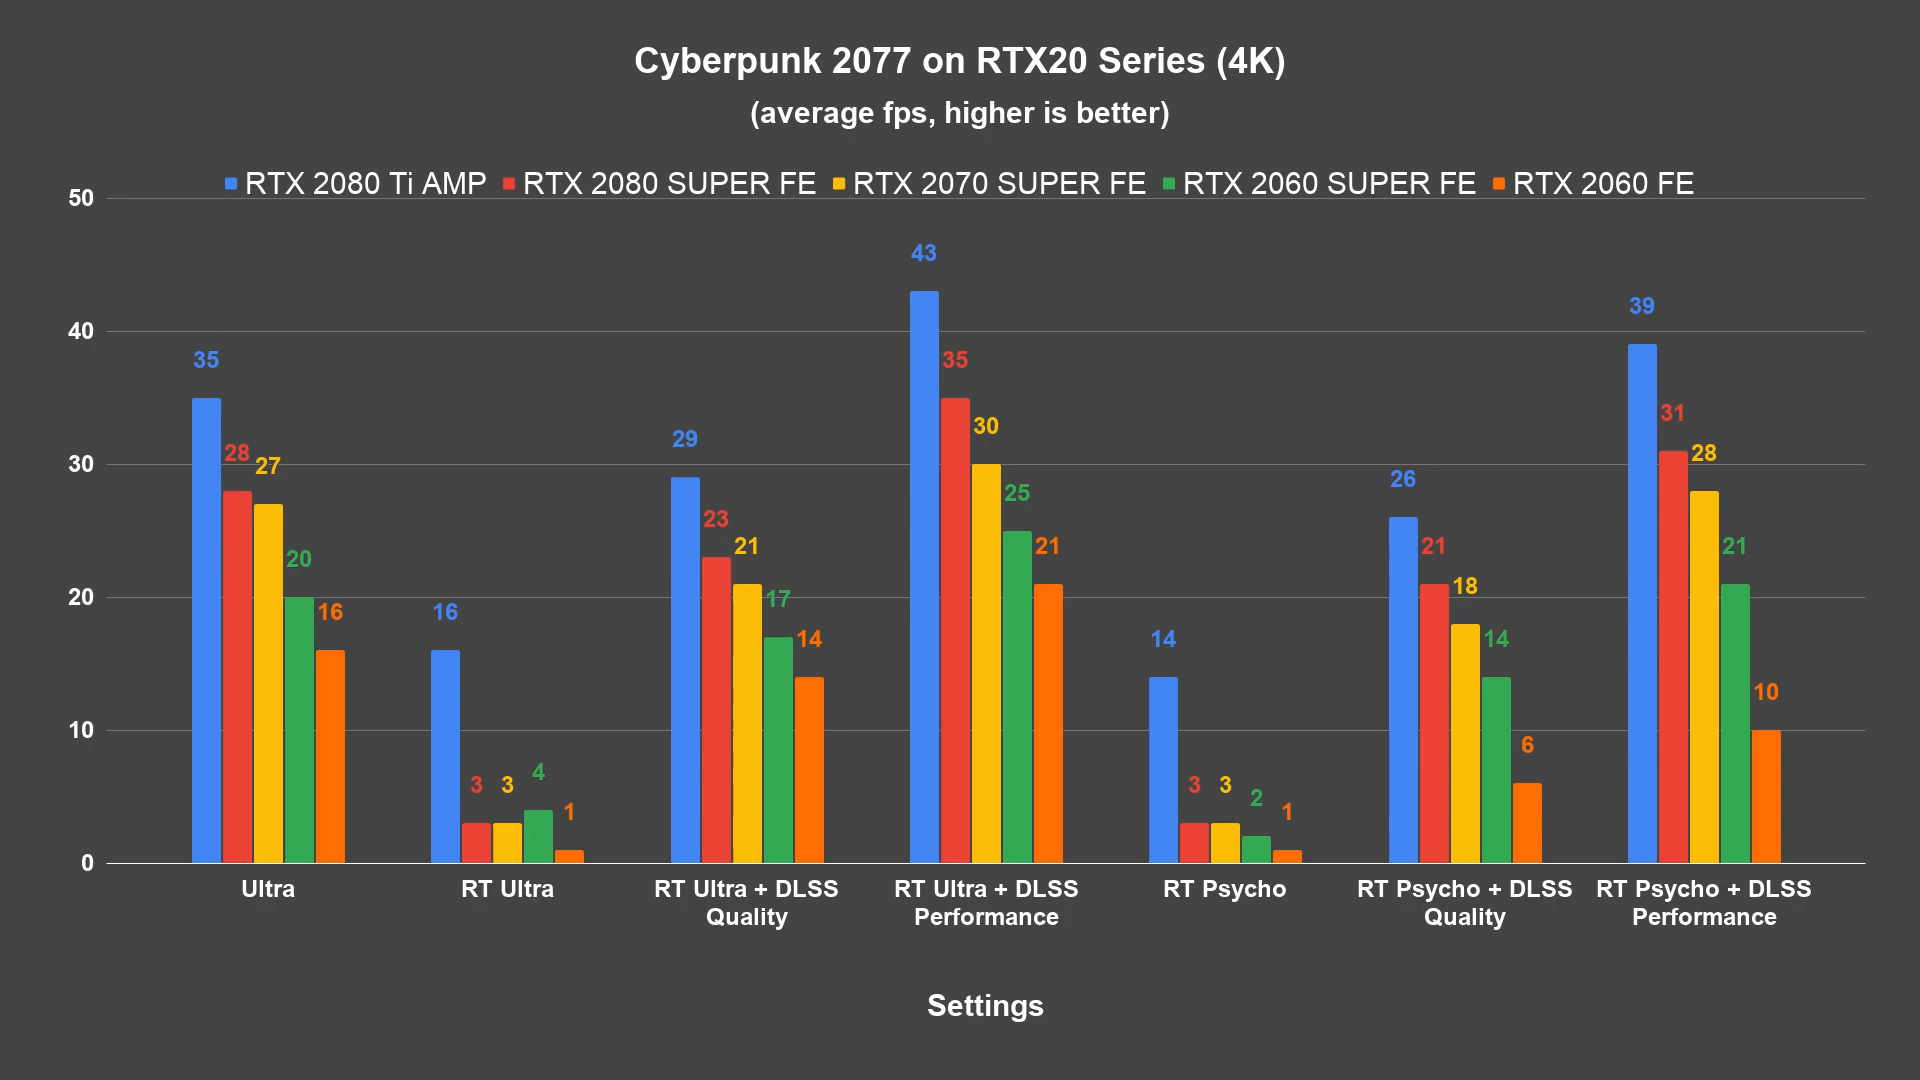 Cyberpunk 2077 on RTX20 Series (4K)
(average fps, higher is better)
RTX 2080 Ti AMP RTX 2080 SUPER FE RTX 2070 SUPER FE RTX 2060 SUPER FE RTX 2060 FE
50
40
30
20
10
0
35 28 27 20 16
16 3 3 4 1
29 23 21 17 14
43 35 30 25 21
14 3 3 2 1
26 21 18 14 6
39 31 28 21 10
Ultra
RT Ultra
RT Ultra + DLSS
Quality
RT Ultra + DLSS
Performance
RT Psycho
RT Psycho + DLSS
Quality
RT Psycho + DLSS
Performance
Settings